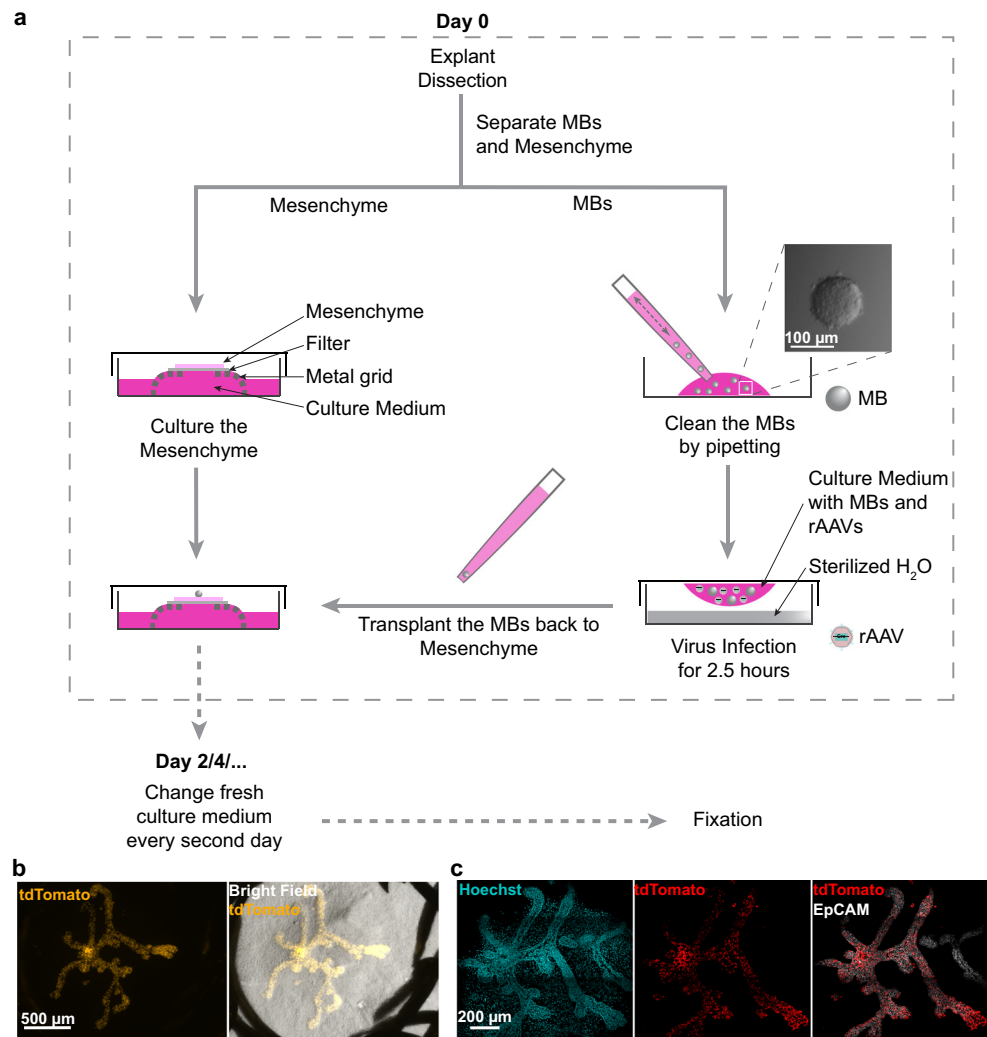 a
Day 0
Explant
Dissection
Separate MBs
and Mesenchyme
Mesenchyme
MBs
Mesenchyme
Filter
Metal grid
Culture Medium
Culture the
Mesenchyme
100 µm
MB
Clean the MBs
by pipetting
Culture Medium
with MBs and
rAAVs
Sterilized H₂O
Transplant the MBs back to
Mesenchyme
Virus Infection
for 2.5 hours
rAAV
Day 2/4/...
Change fresh
culture medium
every second day
Fixation
b
tdTomato
500 µm
Bright Field
tdTomato
c
Hoechst
200 µm
tdTomato
tdTomato
EpCAM